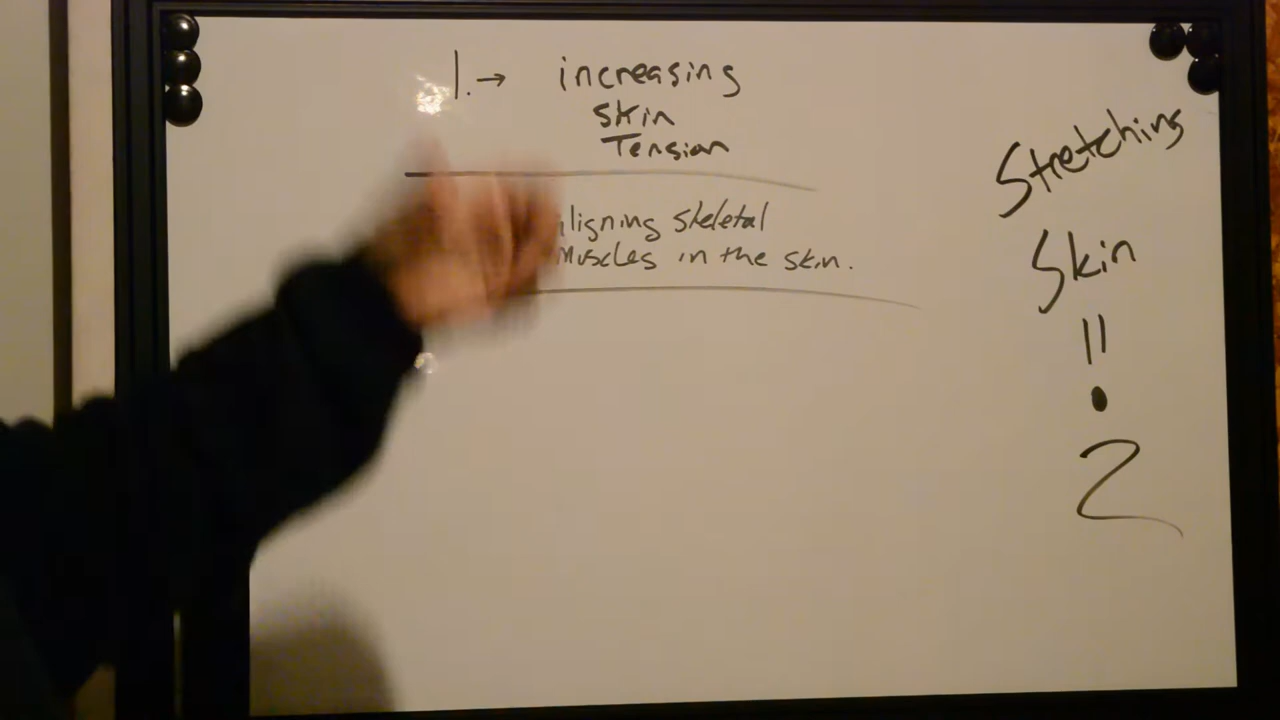 1. → increasing
skin
Tension
ligning skeletal
Muscles in the skin.
Stretching
Skin
!!
2